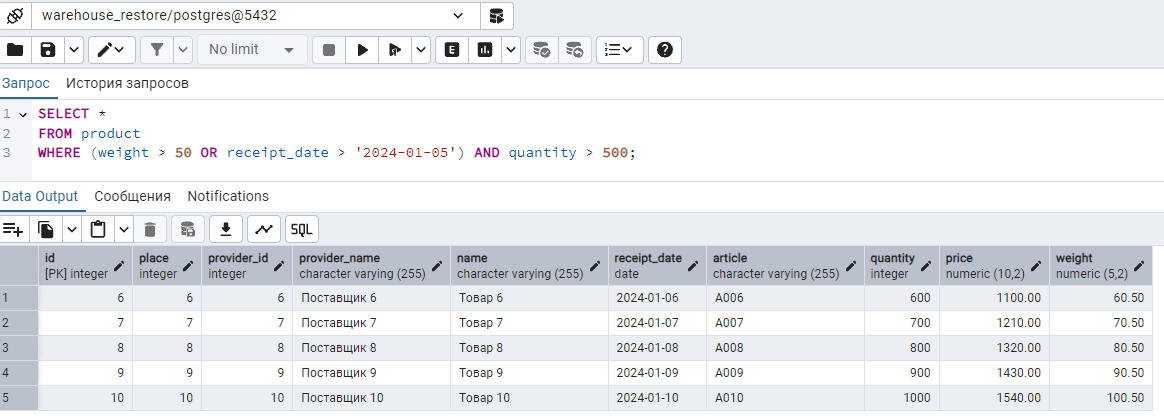 warehouse_restore/postgres@5432
No limit
E
Запрос История запросов
1 SELECT *
2 FROM product
3 WHERE (weight > 50 OR receipt_date > '2024-01-05') AND quantity > 500;
Data Output Сообщения Notifications
SQL
id place provider_id provider_name name receipt_date article quantity price weight
[PK] integer integer integer character varying (255) character varying (255) date character varying (255) integer numeric (10,2) numeric (5,2)
1 6 6 6 Поставщик 6 Товар 6 2024-01-06 A006 600 1100.00 60.50
2 7 7 7 Поставщик 7 Товар 7 2024-01-07 A007 700 1210.00 70.50
3 8 8 8 Поставщик 8 Товар 8 2024-01-08 A008 800 1320.00 80.50
4 9 9 9 Поставщик 9 Товар 9 2024-01-09 A009 900 1430.00 90.50
5 10 10 10 Поставщик 10 Товар 10 2024-01-10 A010 1000 1540.00 100.50